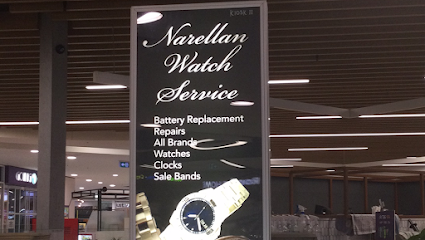 Narellan
Watch
Service
Battery Replacement
Repairs
All Brands
Watches
Clocks
Sale Bands